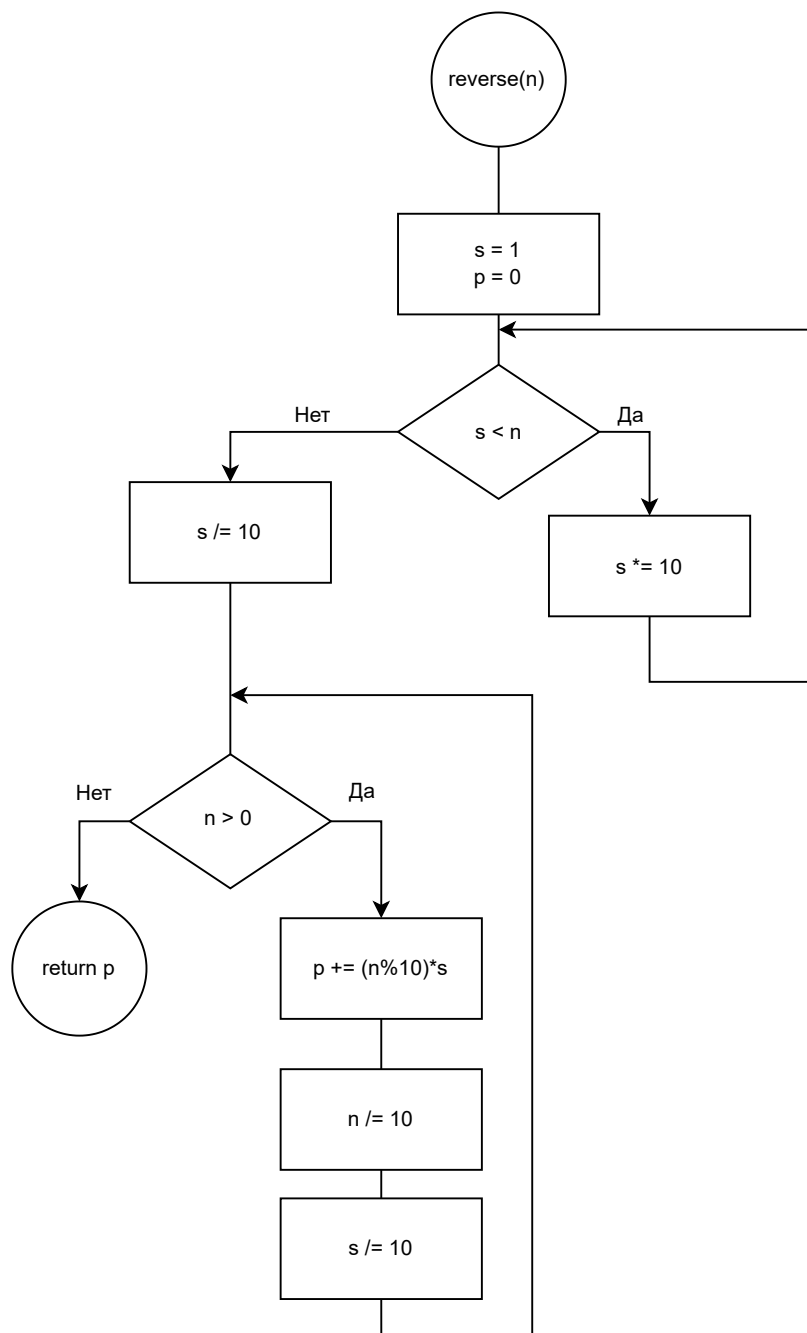 reverse(n)
s = 1
p = 0
s < n
Нет
Да
s /= 10
s *= 10
n > 0
Нет
Да
return p
p += (n%10)*s
n /= 10
s /= 10